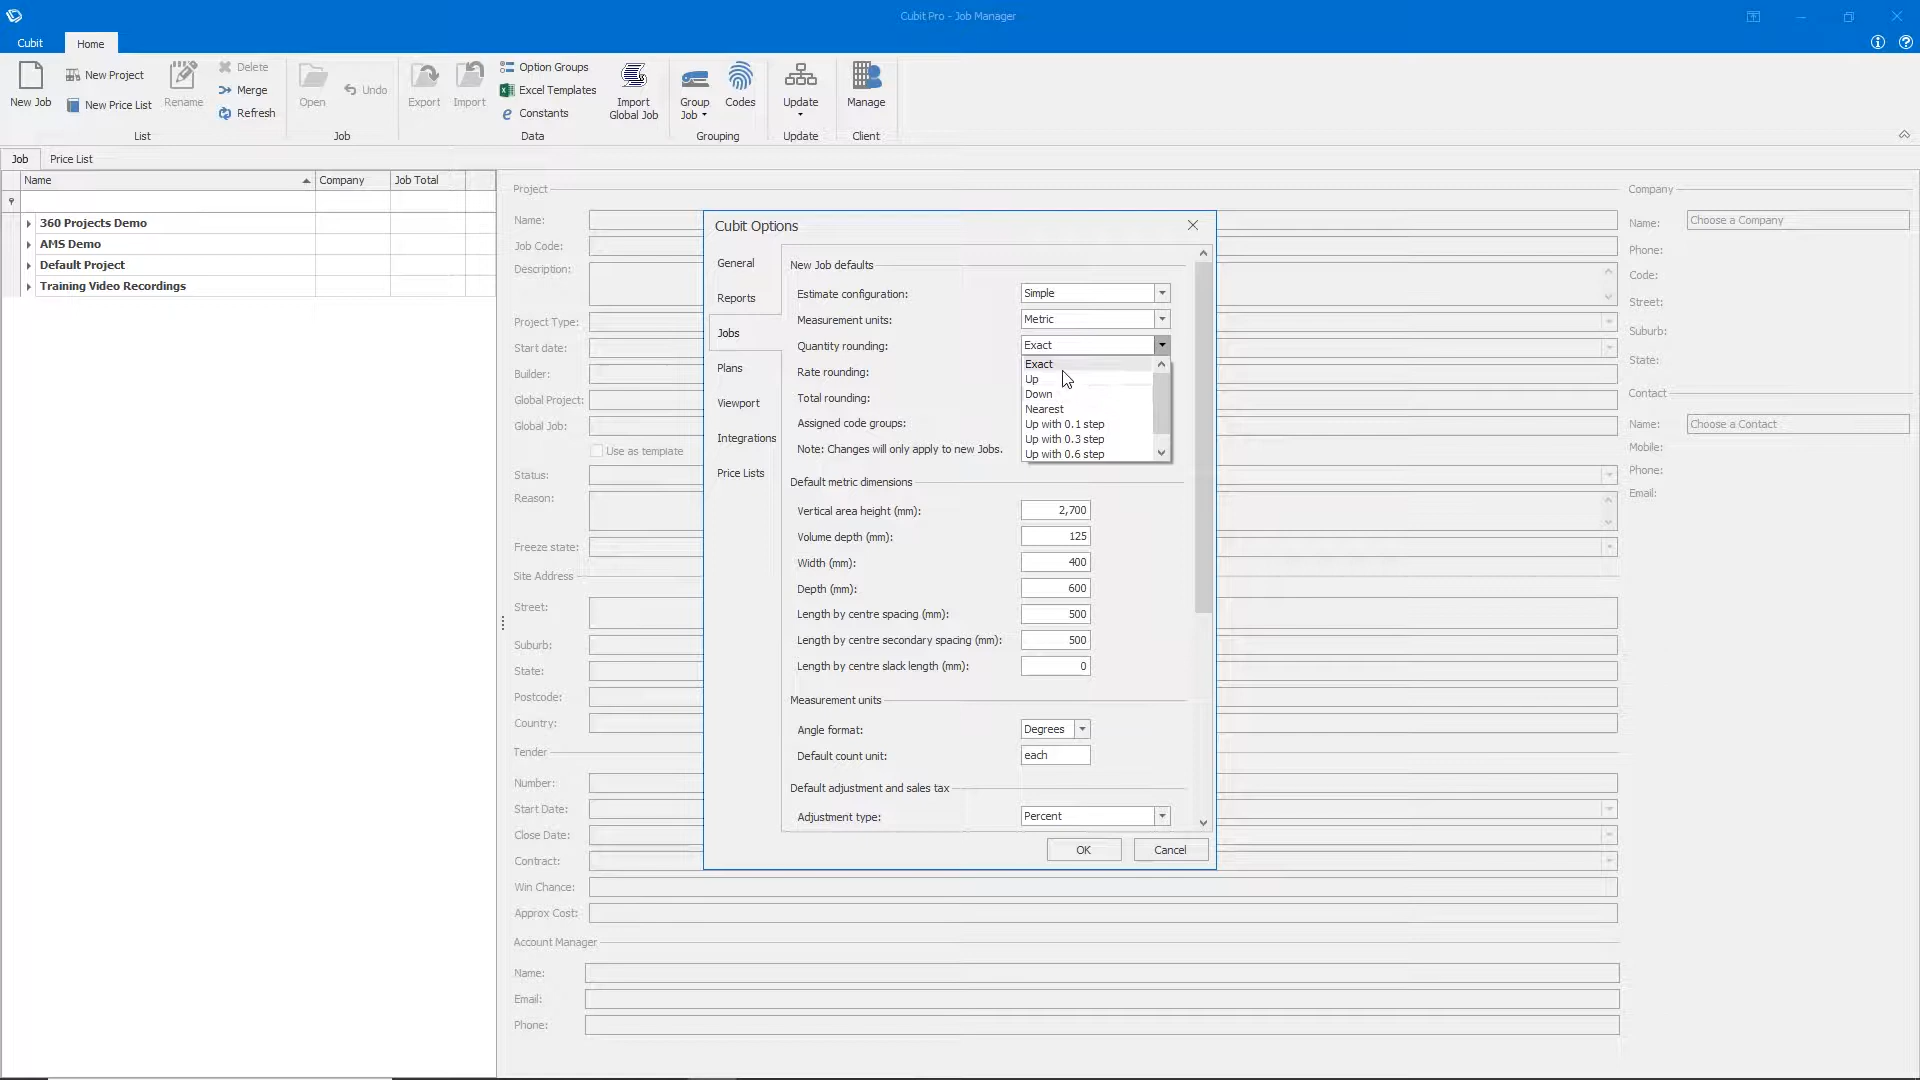 Cubit Pro - Job Manager
Cubit
Home
New Job
New Project
New Price List
Rename
Delete
Merge
Refresh
List
Open
Undo
Job
Export
Import
Option Groups
Excel Templates
Constants
Data
Import
Global Job
Group
Job
Codes
Grouping
Update
Update
Manage
Client
Job
Price List
Name
Company
Job Total
360 Projects Demo
AMS Demo
Default Project
Training Video Recordings
Project
Name:
Job Code:
Description:
Project Type:
Start date:
Builder:
Global Project:
Global Job:
Use as template
Status:
Reason:
Freeze state:
Site Address
Street:
Suburb:
State:
Postcode:
Country:
Tender
Number:
Start Date:
Close Date:
Contract:
Win Chance:
Approx Cost:
Account Manager
Name:
Email:
Phone:
Cubit Options
General
Reports
Jobs
Plans
Viewport
Integrations
Price Lists
New Job defaults
Estimate configuration: Simple
Measurement units: Metric
Quantity rounding: Exact
Rate rounding:
Total rounding:
Assigned code groups:
Note: Changes will only apply to new Jobs.
Exact
Up
Down
Nearest
Up with 0.1 step
Up with 0.3 step
Up with 0.6 step
Default metric dimensions
Vertical area height (mm): 2,700
Volume depth (mm): 125
Width (mm): 400
Depth (mm): 600
Length by centre spacing (mm): 500
Length by centre secondary spacing (mm): 500
Length by centre slack length (mm): 0
Measurement units
Angle format: Degrees
Default count unit: each
Default adjustment and sales tax
Adjustment type: Percent
OK
Cancel
Company
Name: Choose a Company
Phone:
Code:
Street:
Suburb:
State:
Contact
Name: Choose a Contact
Mobile:
Phone:
Email: